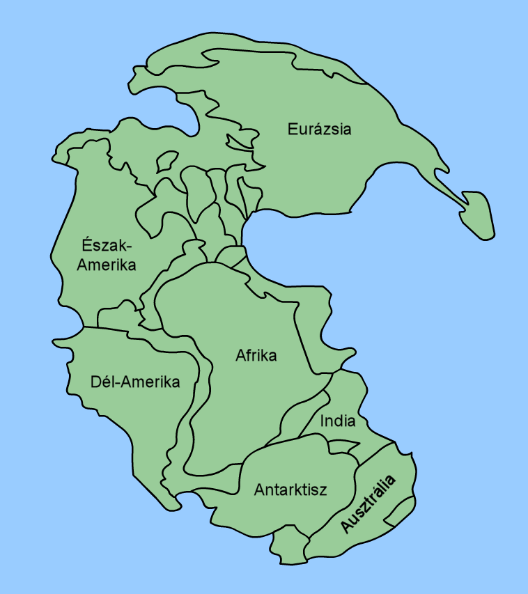 Eurázsia
Észak-
Amerika
Afrika
Dél-Amerika
India
Antarktisz
Ausztrália